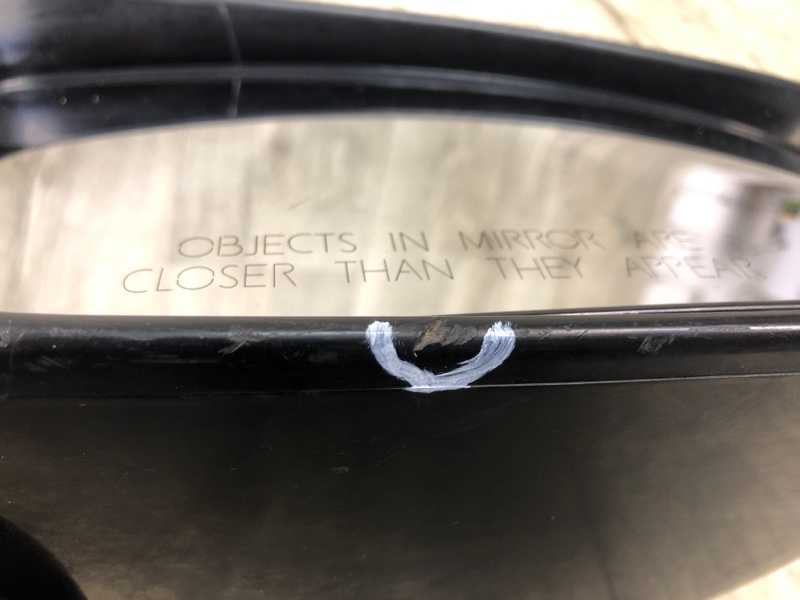 OBJECTS IN MIRROR ARE
CLOSER THAN THEY APPEAR